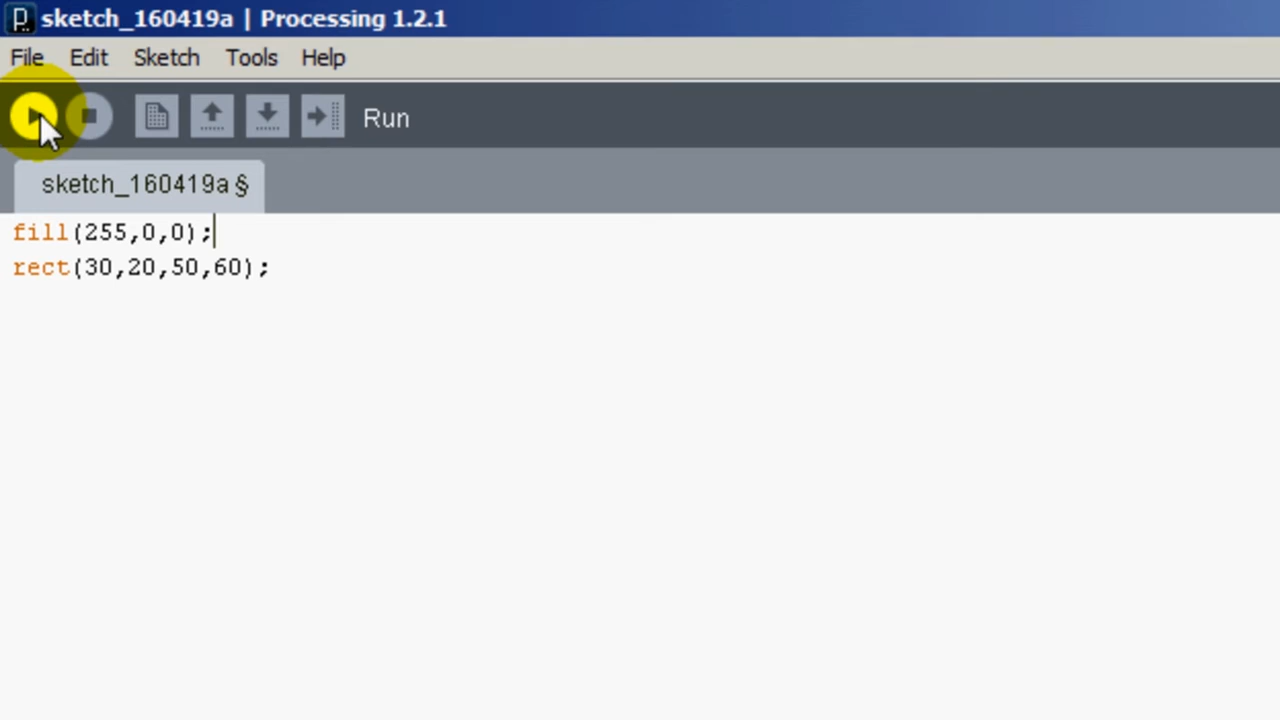 sketch_160419a | Processing 1.2.1
File Edit Sketch Tools Help
Run
sketch_160419a §
fill(255,0,0);
rect(30,20,50,60);